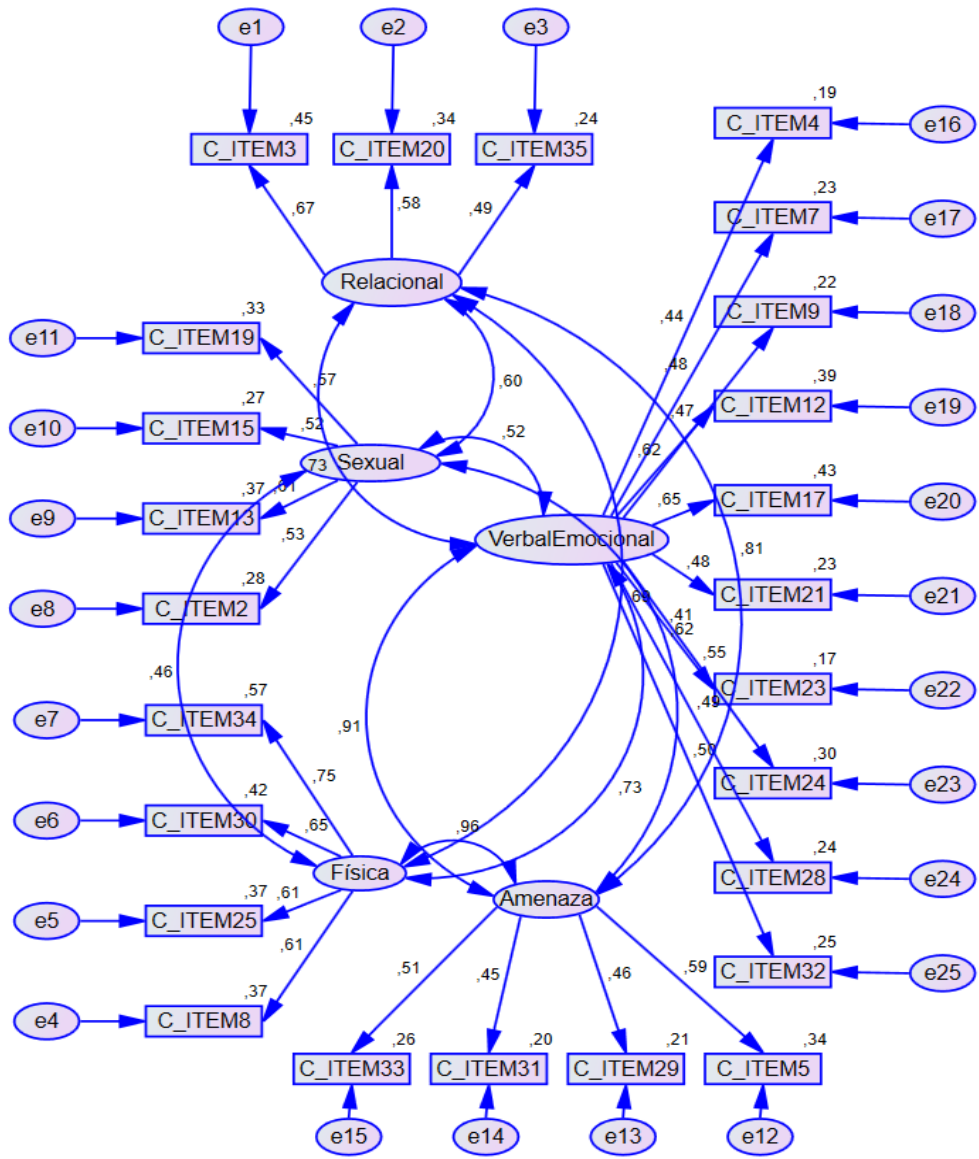 e1
e2
e3
,45
,34
,24
C_ITEM3
C_ITEM20
C_ITEM35
,67
,58
,49
Relacional
,19
C_ITEM4
e16
,23
C_ITEM7
e17
,22
C_ITEM9
e18
,39
C_ITEM12
e19
,43
C_ITEM17
e20
,23
C_ITEM21
e21
,17
C_ITEM23
e22
,30
C_ITEM24
e23
,24
C_ITEM28
e24
,25
C_ITEM32
e25
,44
,48
,47
,62
,65
,48
,41
,62
,55
,49
,50
,69
,33
e11
C_ITEM19
,57
,27
e10
C_ITEM15
,52
,37
e9
C_ITEM13
,61
,28
e8
C_ITEM2
,53
Sexual
,73
,60
,52
VerbalEmocional
,81
,46
,91
,73
,96
,57
e7
C_ITEM34
,75
,42
e6
C_ITEM30
,65
,37
e5
C_ITEM25
,61
,37
e4
C_ITEM8
,61
Física
Amenaza
,51
,45
,46
,59
,26
,20
,21
,34
C_ITEM33
C_ITEM31
C_ITEM29
C_ITEM5
e15
e14
e13
e12